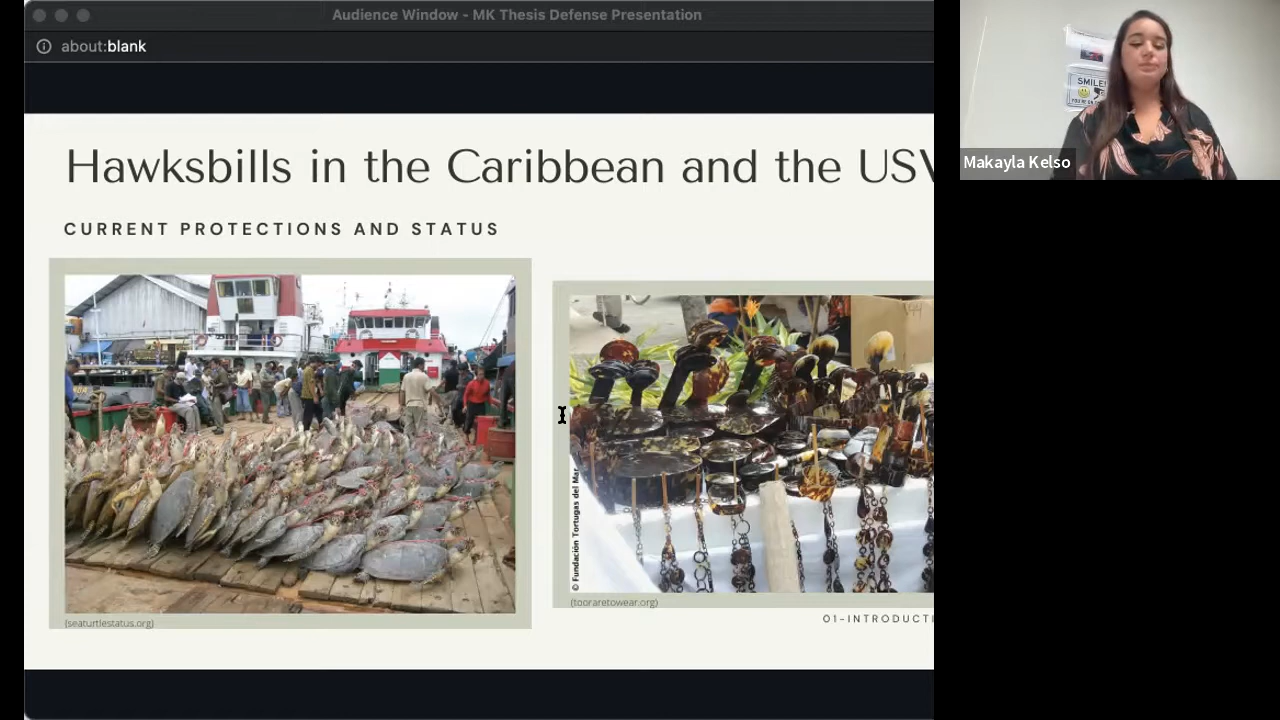 Audience Window - MK Thesis Defense Presentation
about:blank
Hawksbills in the Caribbean and the USV
CURRENT PROTECTIONS AND STATUS
© Fundación Tortugas del Mar
(seaturtlestatus.org)
(tooraretowear.org)
01-INTRODUCTI
SMILE!
Makayla Kelso